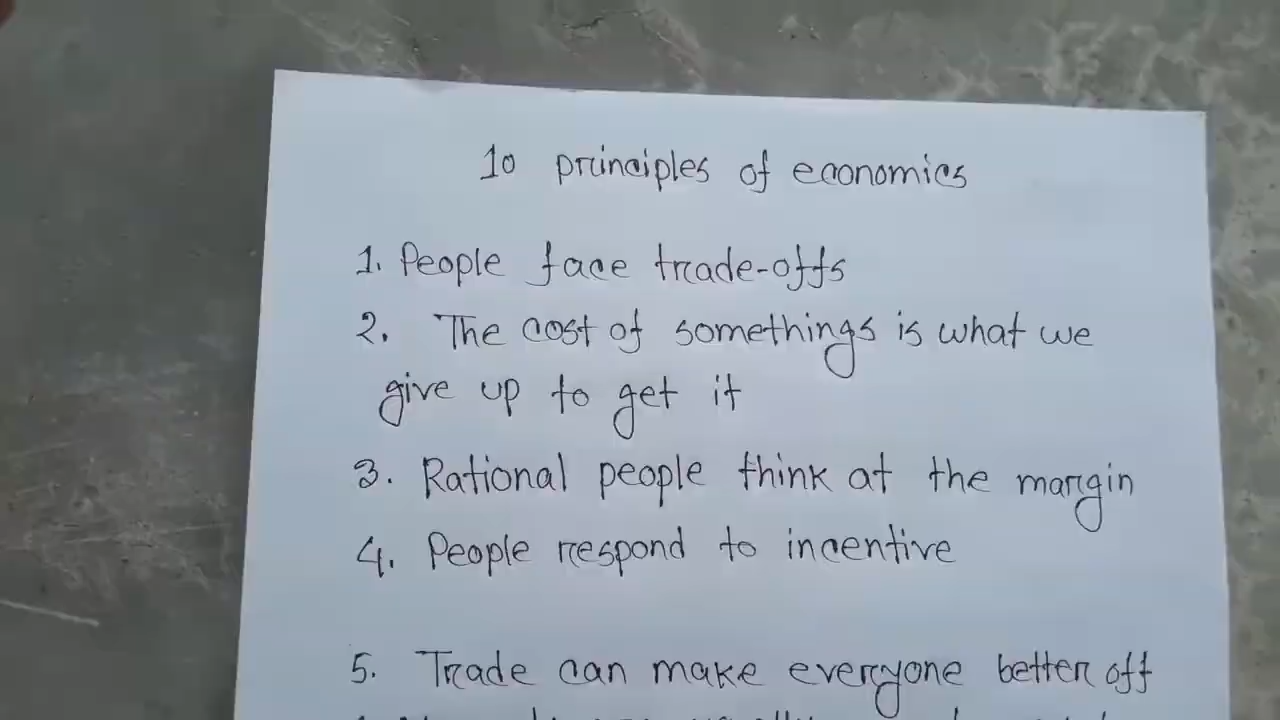 10 principles of economics
1. People face trade-offs
2. The cost of somethings is what we
give up to get it
3. Rational people think at the margin
4. People respond to incentive
5. Trade can make everyone better off